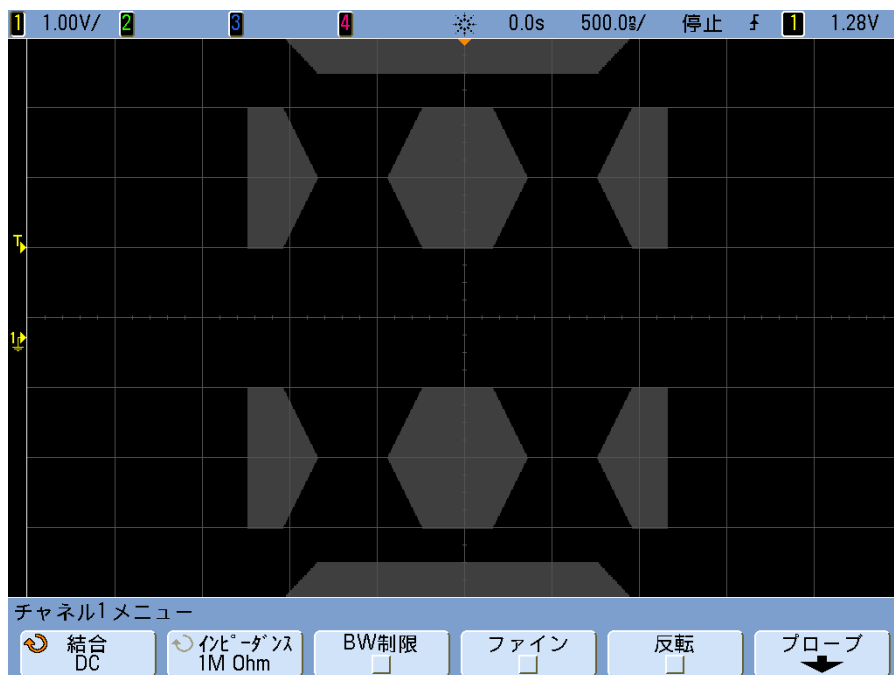 1 1.00V/ 2 3 4 0.0s 500.0ns/ 停止 1 1.28V
T
1
チャネル1 メニュー
結合 インピーダンス BW制限 ファイン 反転 プローブ
DC 1M Ohm